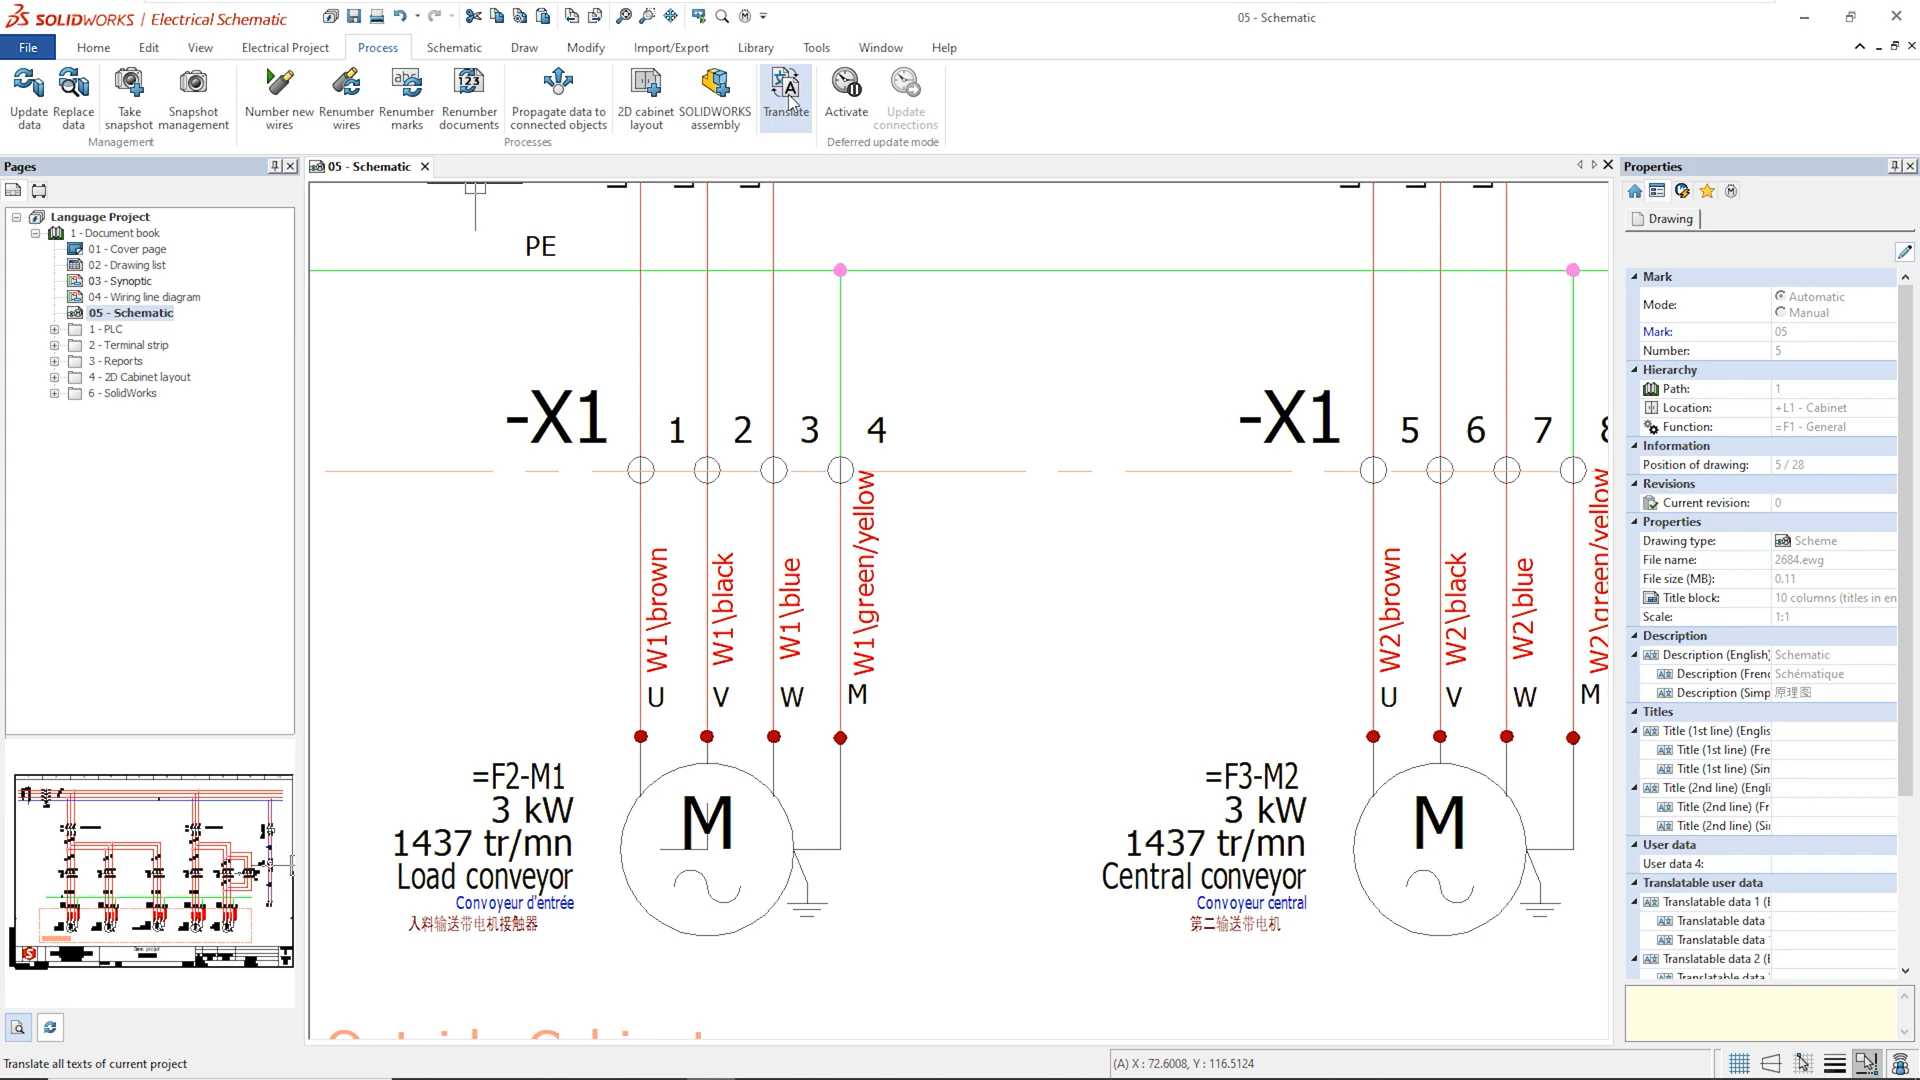 SOLIDWORKS | Electrical Schematic
05 - Schematic
File Home Edit View Electrical Project Process Schematic Draw Modify Import/Export Library Tools Window Help
Update data
Replace data
Take snapshot
Snapshot management
Number new wires
Renumber wires
Renumber marks
Renumber documents
Propagate data to connected objects
2D cabinet layout
SOLIDWORKS assembly
Translate
Activate
Update connections
Management
Processes
Deferred update mode
Pages
Language Project
1 - Document book
01 - Cover page
02 - Drawing list
03 - Synoptic
04 - Wiring line diagram
05 - Schematic
1 - PLC
2 - Terminal strip
3 - Reports
4 - 2D Cabinet layout
6 - SolidWorks
05 - Schematic
PE
-X1 1 2 3 4
-X1 5 6 7
W1\brown
W1\black
W1\blue
W1\green/yellow
W2\brown
W2\black
W2\blue
W2\green/yellow
U V W M
U V W M
=F2-M1
3 kW
1437 tr/mn
Load conveyor
Convoyeur d'entrée
入料输送带电机接触器
M
=F3-M2
3 kW
1437 tr/mn
Central conveyor
Convoyeur central
第二输送带电机
M
Properties
Drawing
Mark
Mode: Automatic
Manual
Mark: 05
Number: 5
Hierarchy
Path: 1
Location: +L1 - Cabinet
Function: =F1 - General
Information
Position of drawing: 5 / 28
Revisions
Current revision: 0
Properties
Drawing type: Scheme
File name: 2684.ewg
File size (MB): 0.11
Title block: 10 columns (titles in en
Scale: 1:1
Description
Description (English) Schematic
Description (Frenc Schématique
Description (Simp 原理图
Titles
Title (1st line) (Englis
Title (1st line) (Fre
Title (1st line) (Sim
Title (2nd line) (Engli
Title (2nd line) (Fr
Title (2nd line) (Si
User data
User data 4:
Translatable user data
Translatable data 1 (E
Translatable data
Translatable data
Translatable data 2 (E
Translatable data
Translate all texts of current project
(A) X : 72.6008, Y : 116.5124